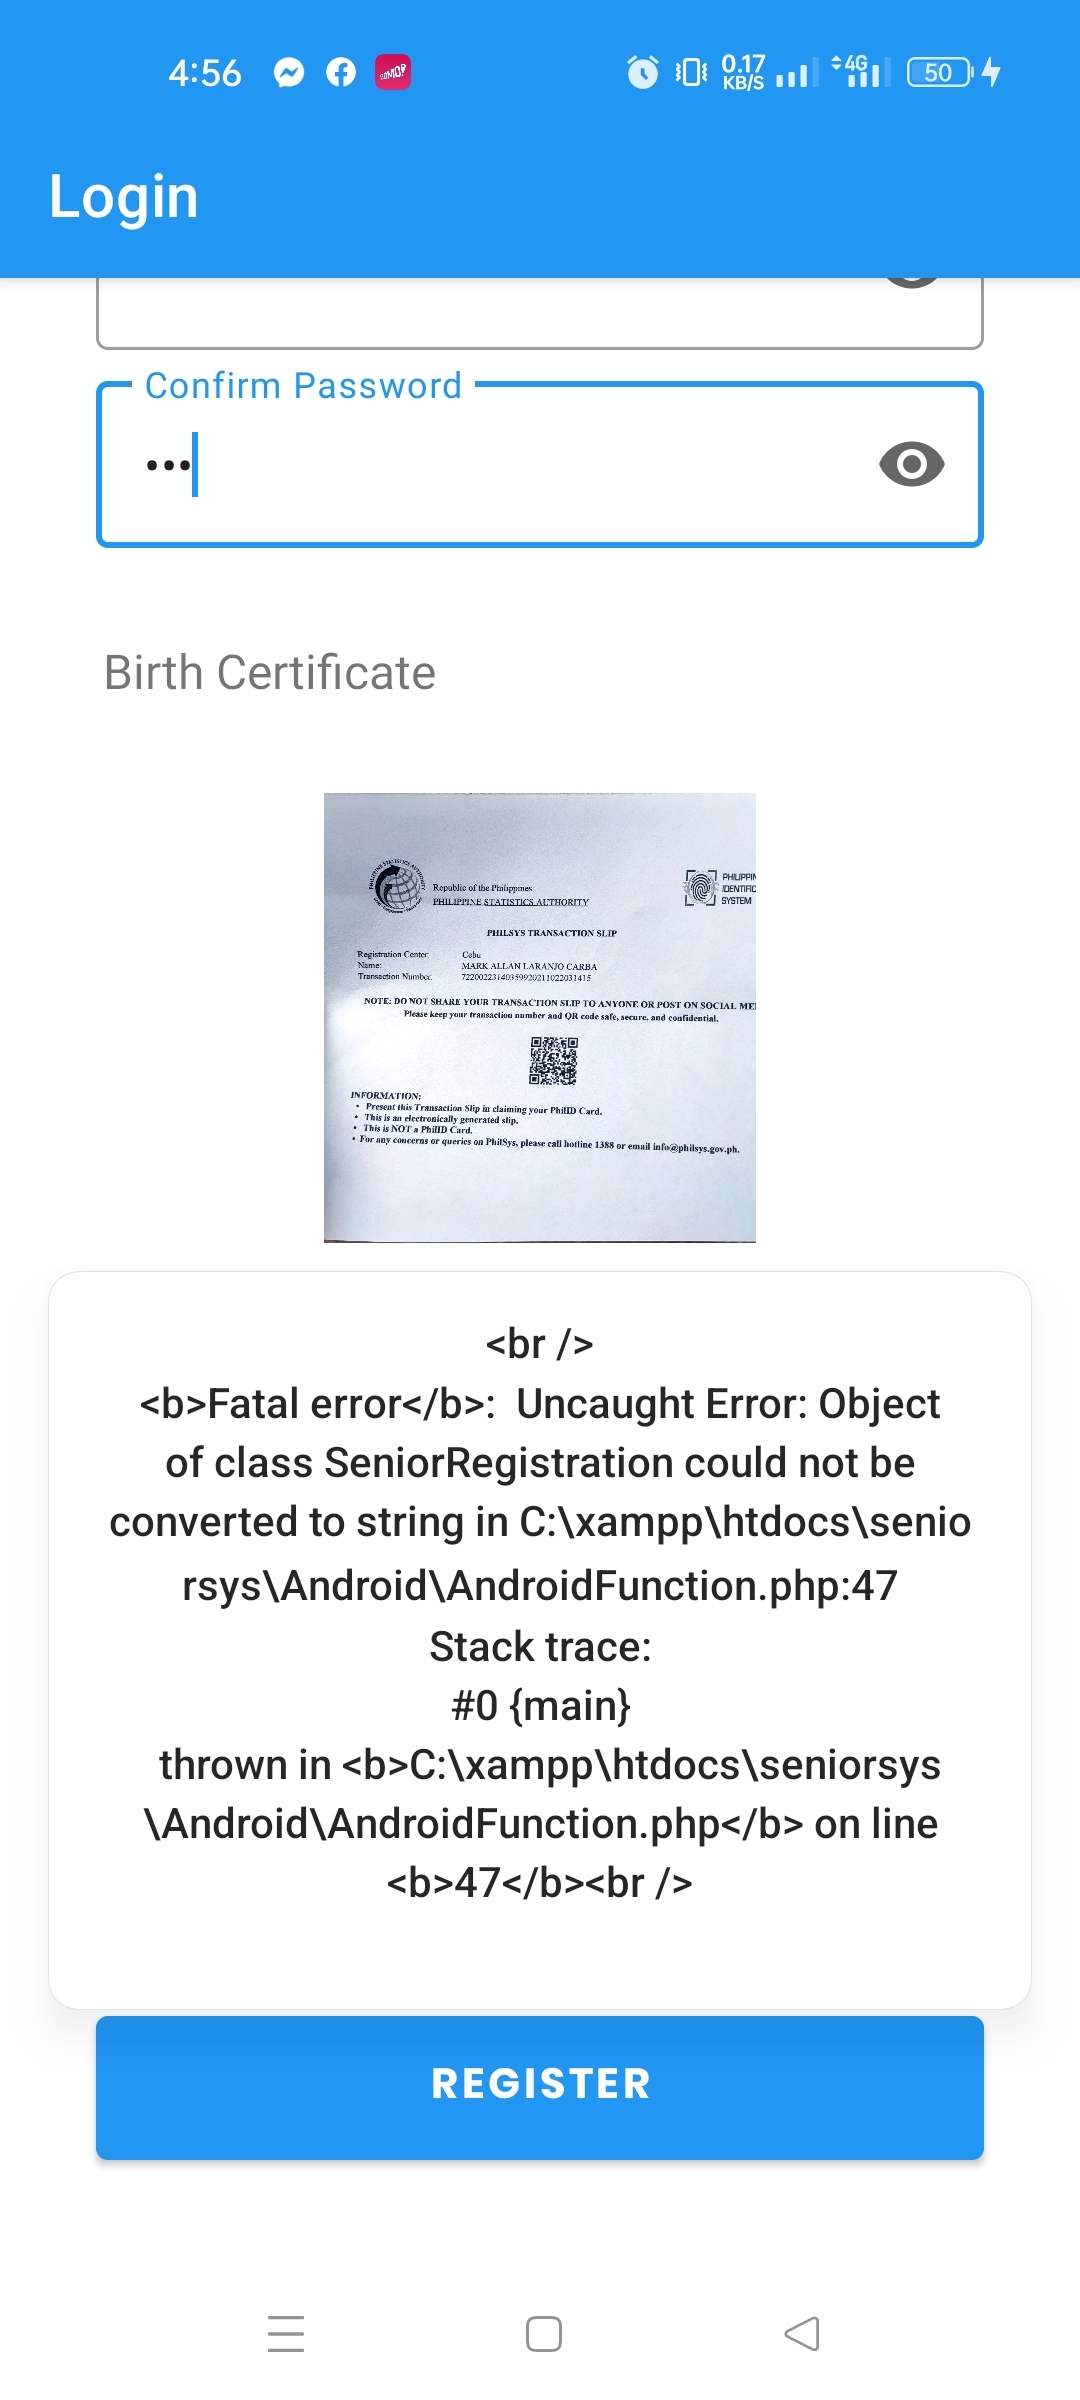 4:56
0.17
KB/S
4G
50
Login
Confirm Password
Birth Certificate
Republic of the Philippines
PHILIPPINE STATISTICS AUTHORITY
PHILIPPIN
IDENTIFIC
SYSTEM
PHILSYS TRANSACTION SLIP
Registration Center: Cebu
Name: MARK ALLAN LARANJO CARBA
Transaction Number:
NOTE: DO NOT SHARE YOUR TRANSACTION SLIP TO ANYONE OR POST ON SOCIAL ME
Please keep your transaction number and QR code safe, secure, and confidential.
INFORMATION:
• Present this Transaction Slip in claiming your PhilID Card.
• This is an electronically generated slip.
• This is NOT a PhilID Card.
• For any concerns or queries on PhilSys, please call hotline 1388 or email info@philsys.gov.ph.
<br />
<b>Fatal error</b>:  Uncaught Error: Object
of class SeniorRegistration could not be
converted to string in C:\xampp\htdocs\senio
rsys\Android\AndroidFunction.php:47
Stack trace:
#0 {main}
thrown in <b>C:\xampp\htdocs\seniorsys
\Android\AndroidFunction.php</b> on line
<b>47</b><br />
REGISTER